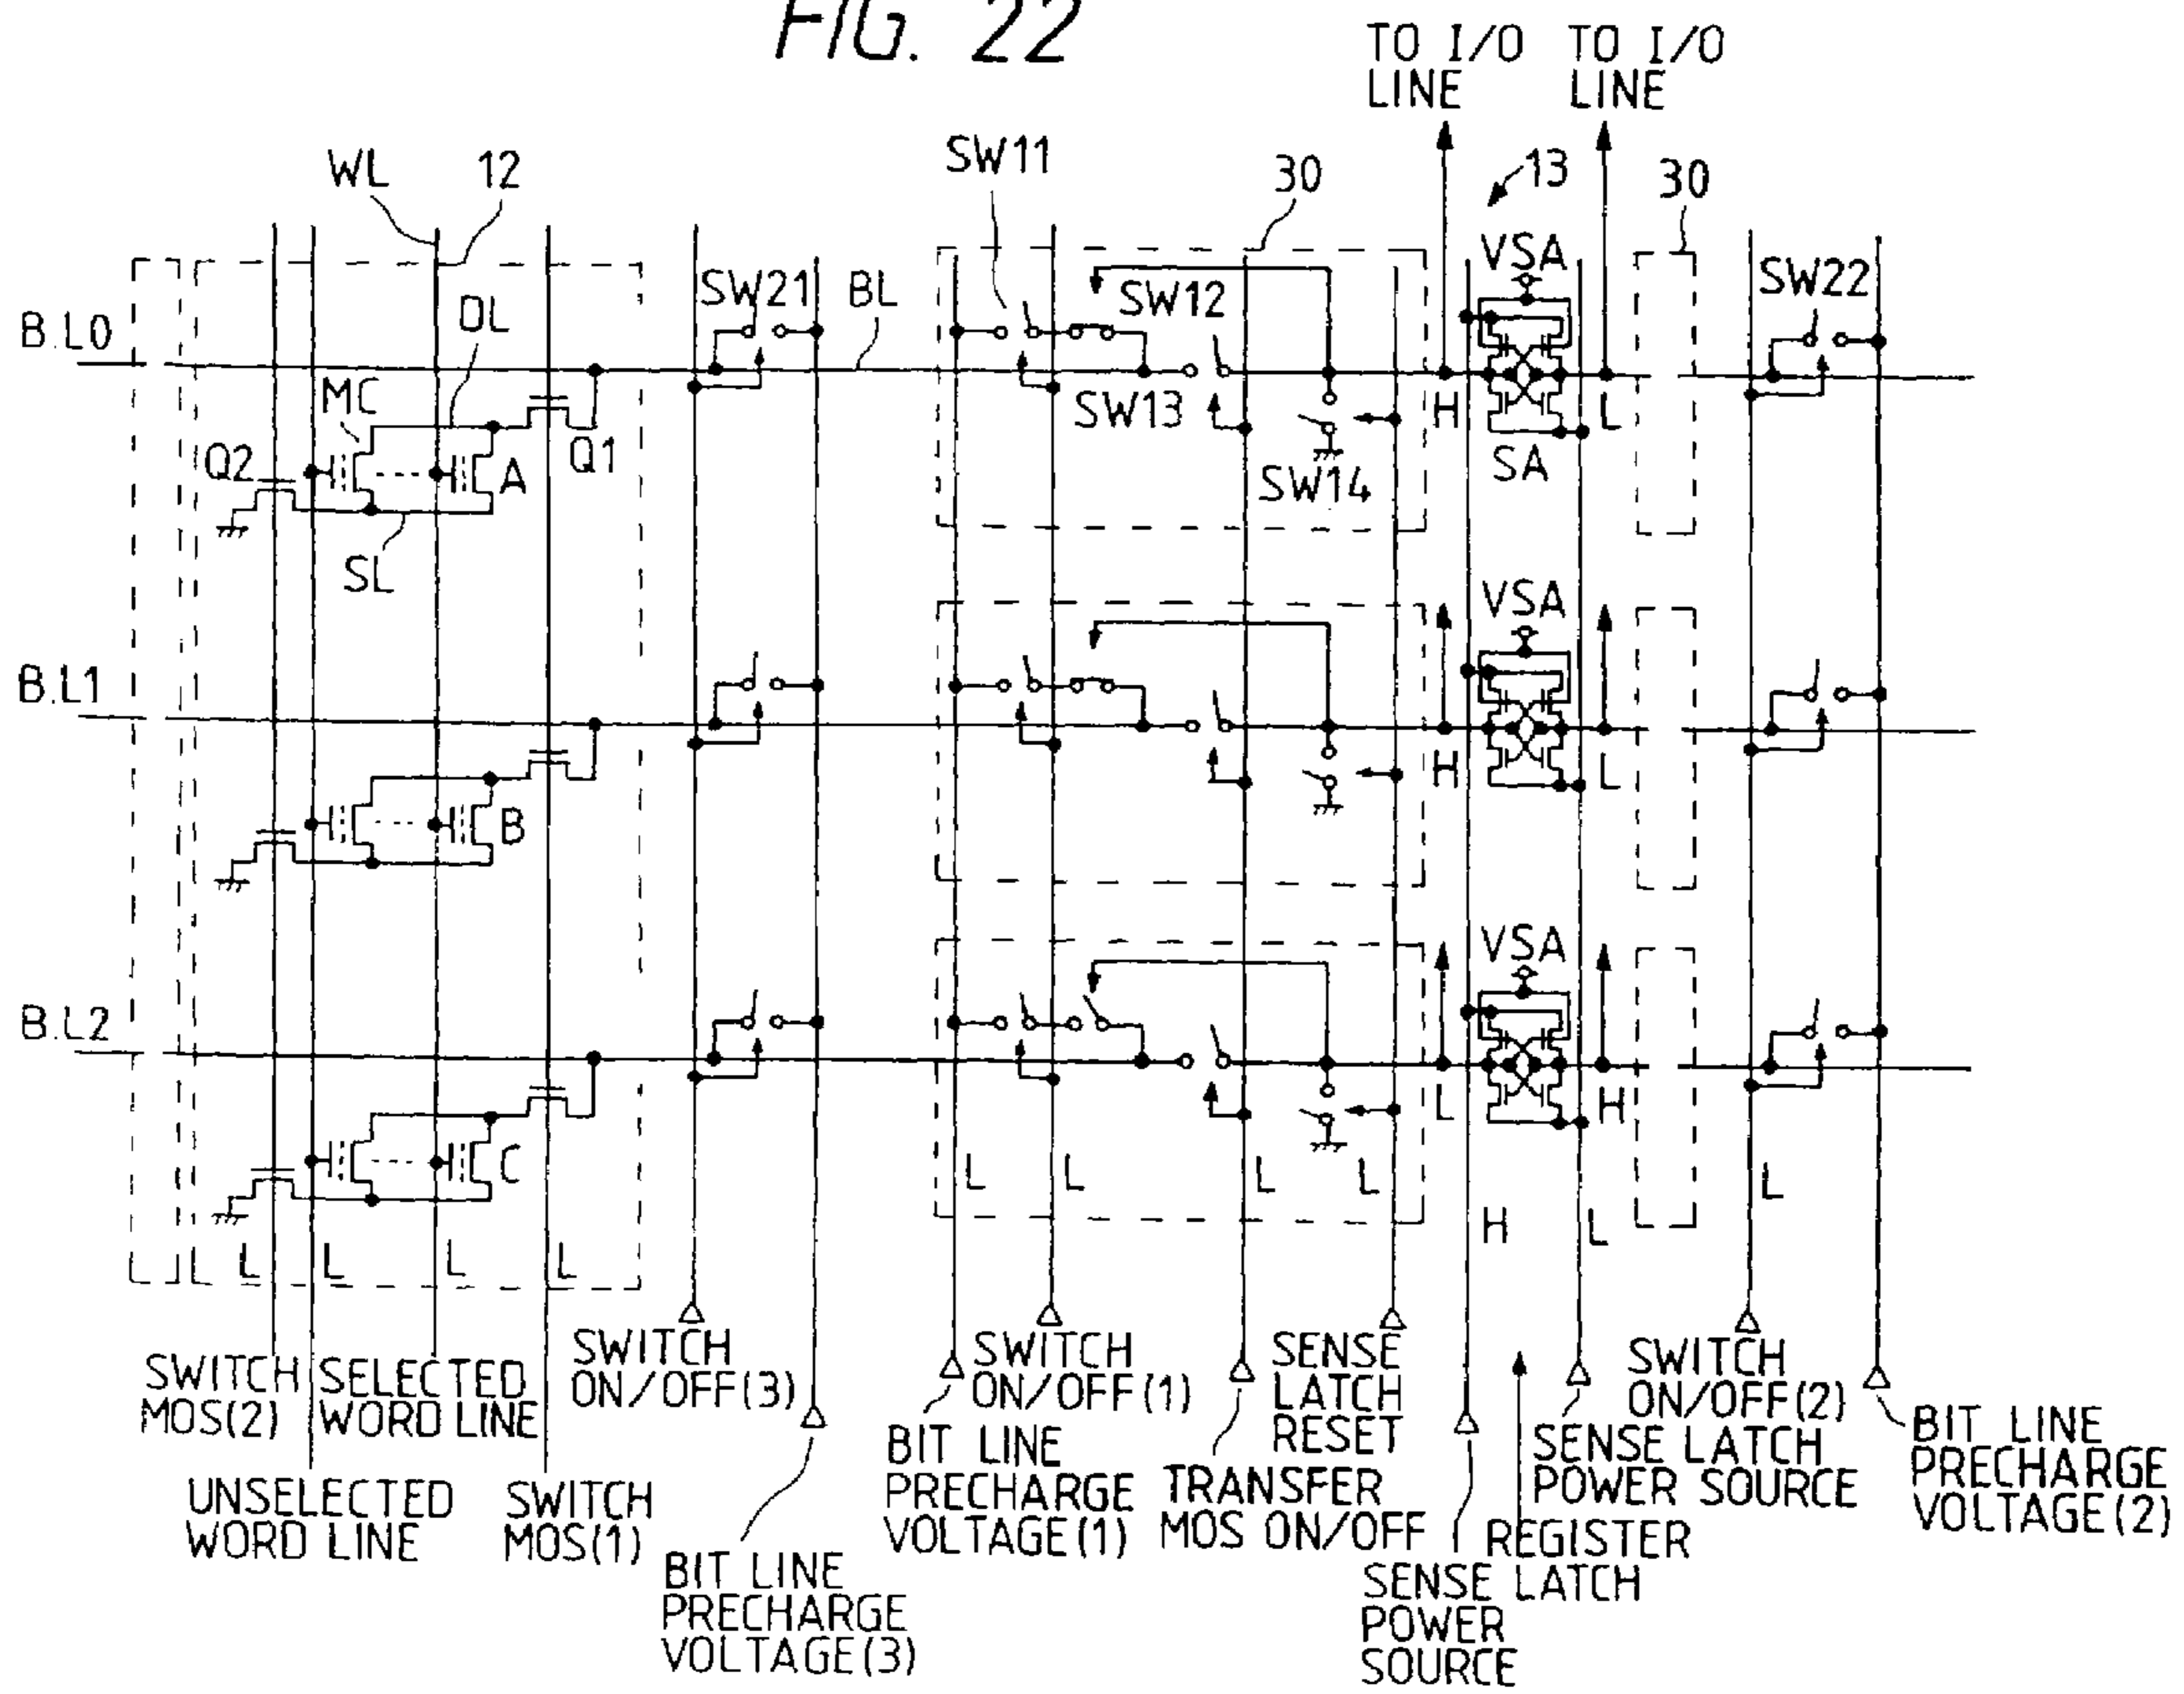 FIG. 22
TO I/O LINE
TO I/O LINE
WL
12
SW11
30
13
30
VSA
SW21
BL
SW12
SW22
B.L0
DL
MC
SW13
H
L
Q2
Q1
A
SA
SW14
SL
VSA
B.L1
H
L
B
VSA
B.L2
L
H
C
L
L
L
L
L
L
L
L
H
L
L
SWITCH MOS(2)
SELECTED WORD LINE
SWITCH ON/OFF(3)
SWITCH ON/OFF(1)
SENSE LATCH RESET
SWITCH ON/OFF(2)
UNSELECTED WORD LINE
SWITCH MOS(1)
BIT LINE PRECHARGE VOLTAGE(3)
BIT LINE PRECHARGE VOLTAGE(1)
TRANSFER MOS ON/OFF
SENSE LATCH POWER SOURCE
REGISTER
SENSE LATCH POWER SOURCE
BIT LINE PRECHARGE VOLTAGE(2)